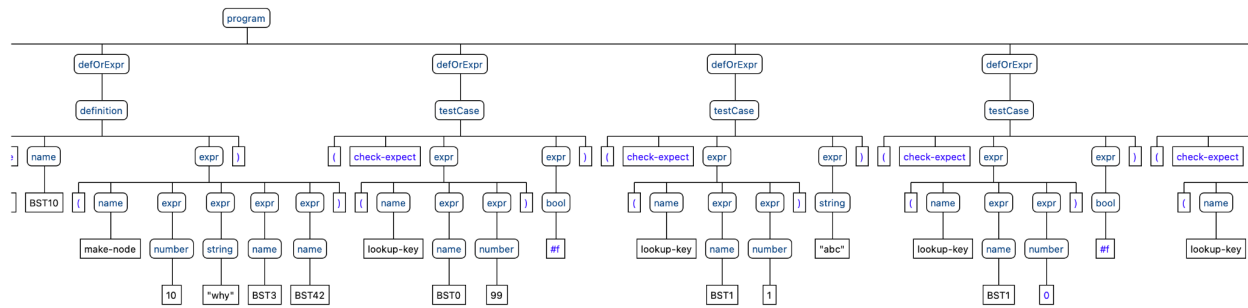 program
defOrExpr defOrExpr defOrExpr defOrExpr
definition testCase testCase testCase
name expr ) ( check-expect expr expr ) ( check-expect expr expr ) ( check-expect expr expr ) ( check-expect
BST10 ( name expr expr expr expr ) ( name expr expr ) bool ( name expr expr ) string ( name expr expr ) bool ( name
make-node number string name name lookup-key name number #f lookup-key name number "abc" lookup-key name number #f lookup-key
10 "why" BST3 BST42 BST0 99 BST1 1 BST1 0